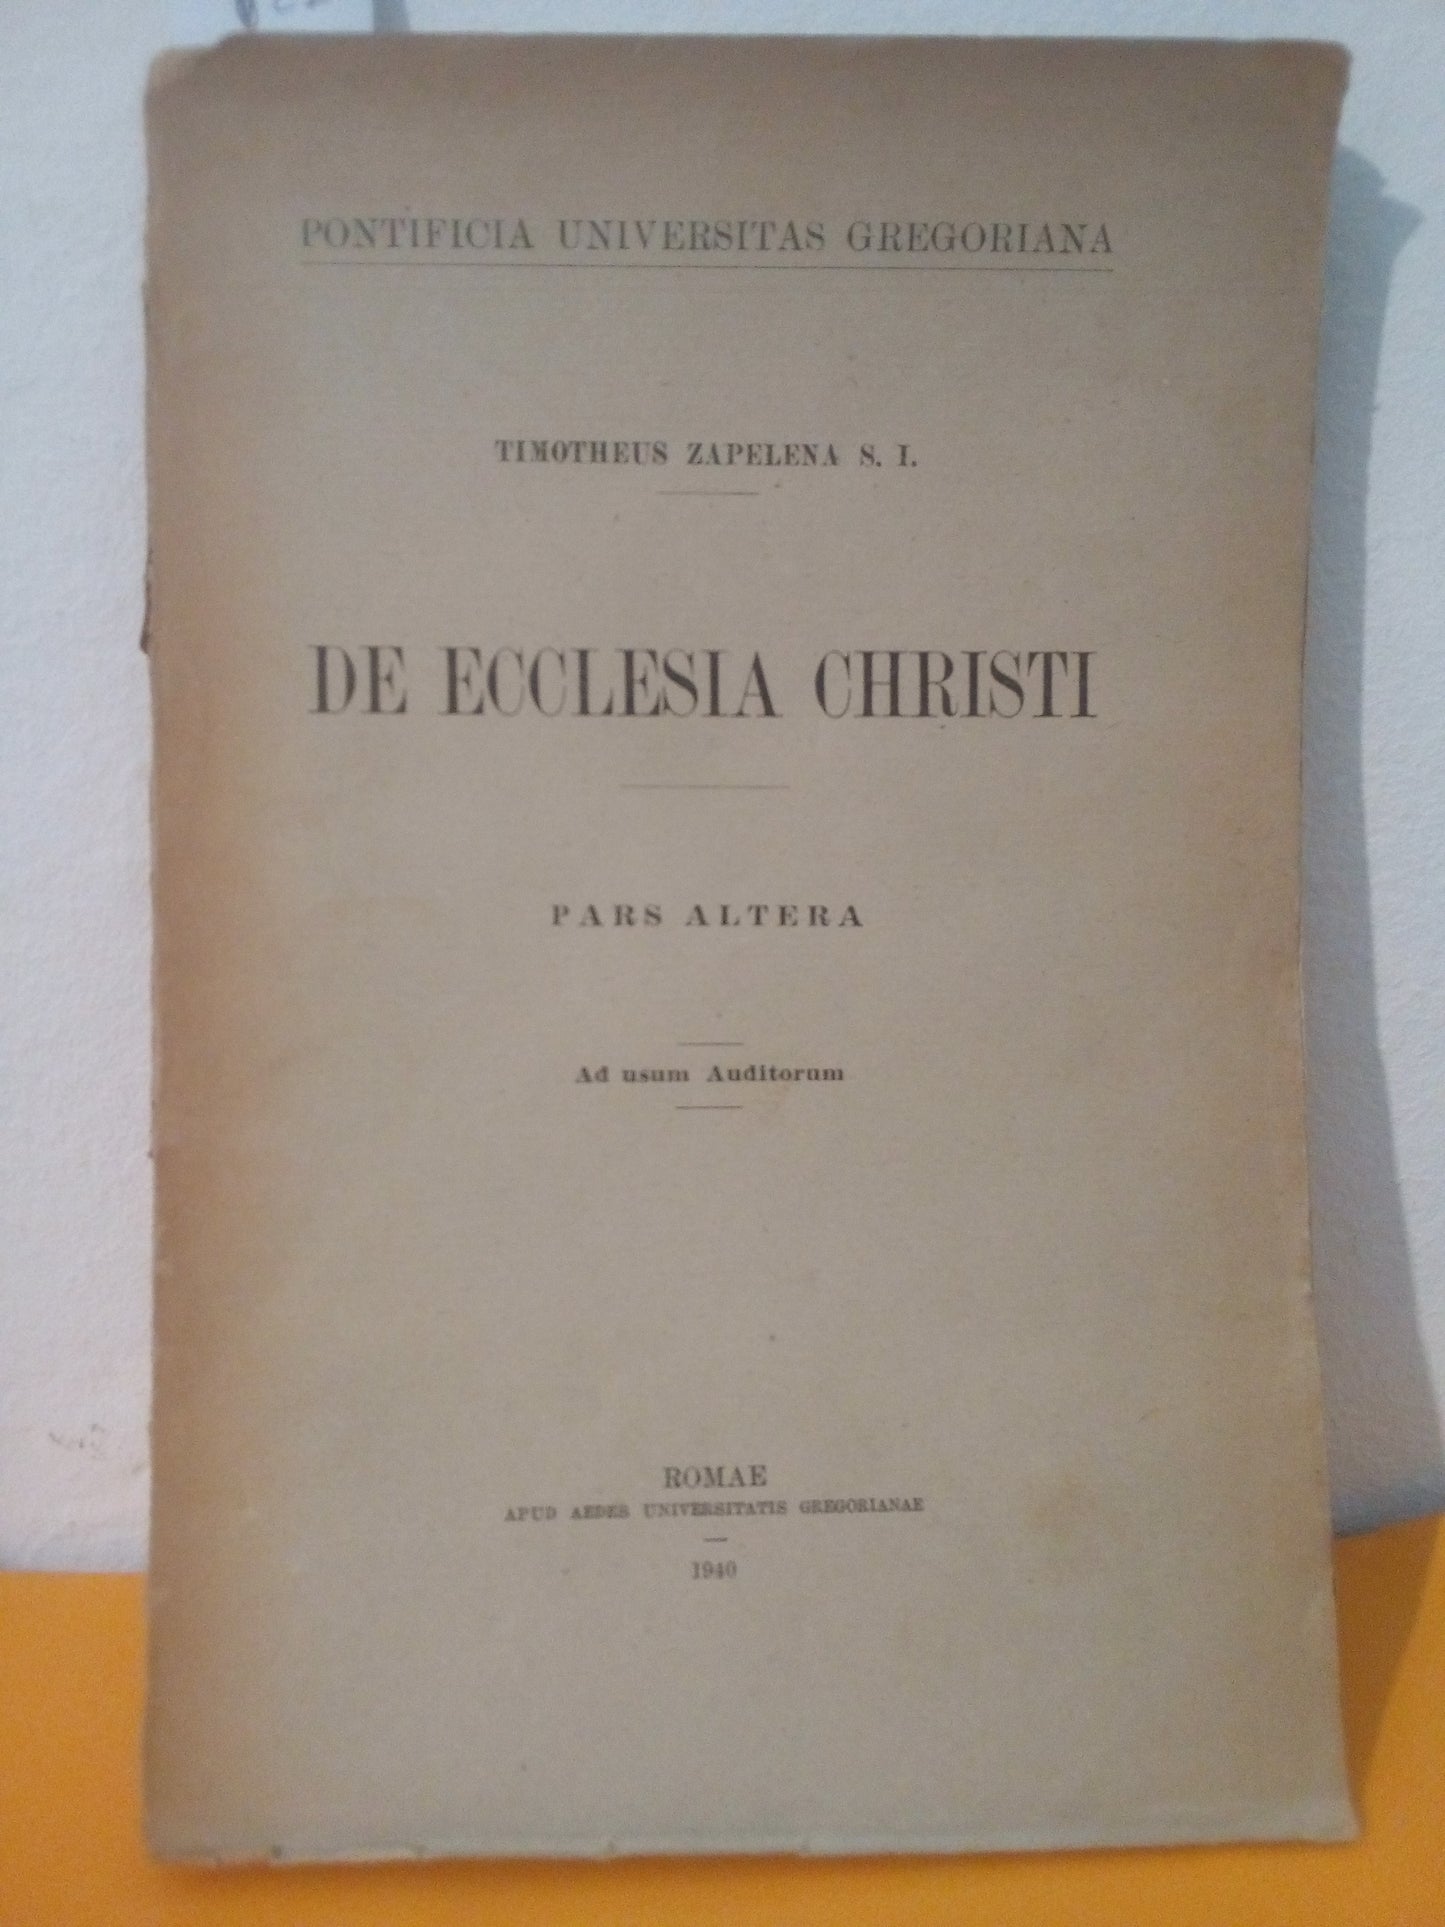 PONTIFICIA UNIVERSITAS GREGORIANA
TIMOTHEUS ZAPELENA S. I.
DE ECCLESIA CHRISTI
PARS ALTERA
Ad usum Auditorum
ROMAE
APUD AEDES UNIVERSITATIS GREGORIANAE
1940